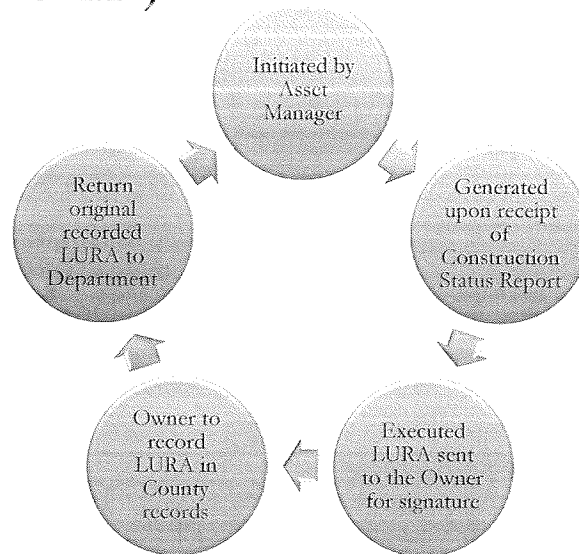 Initiated by
Asset
Manager
Generated
upon receipt
of
Construction
Status Report
Executed
LURA sent
to the Owner
for signature
Owner to
record
LURA in
County
records
Return
original
recorded
LURA to
Department